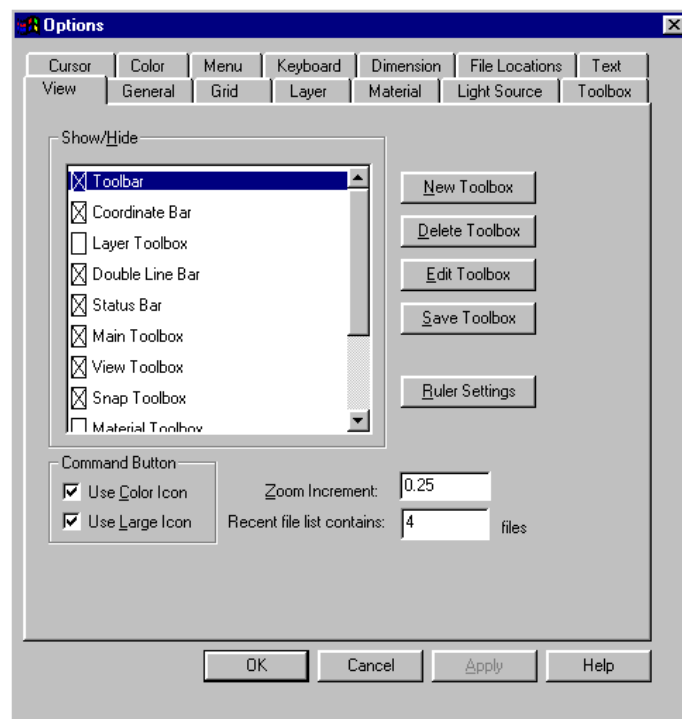 Options
Cursor Color Menu Keyboard Dimension File Locations Text
View General Grid Layer Material Light Source Toolbox
Show/Hide
Toolbar
Coordinate Bar
Layer Toolbox
Double Line Bar
Status Bar
Main Toolbox
View Toolbox
Snap Toolbox
Material Toolbox
New Toolbox
Delete Toolbox
Edit Toolbox
Save Toolbox
Ruler Settings
Command Button
Use Color Icon
Use Large Icon
Zoom Increment: 0.25
Recent file list contains: 4 files
OK Cancel Apply Help